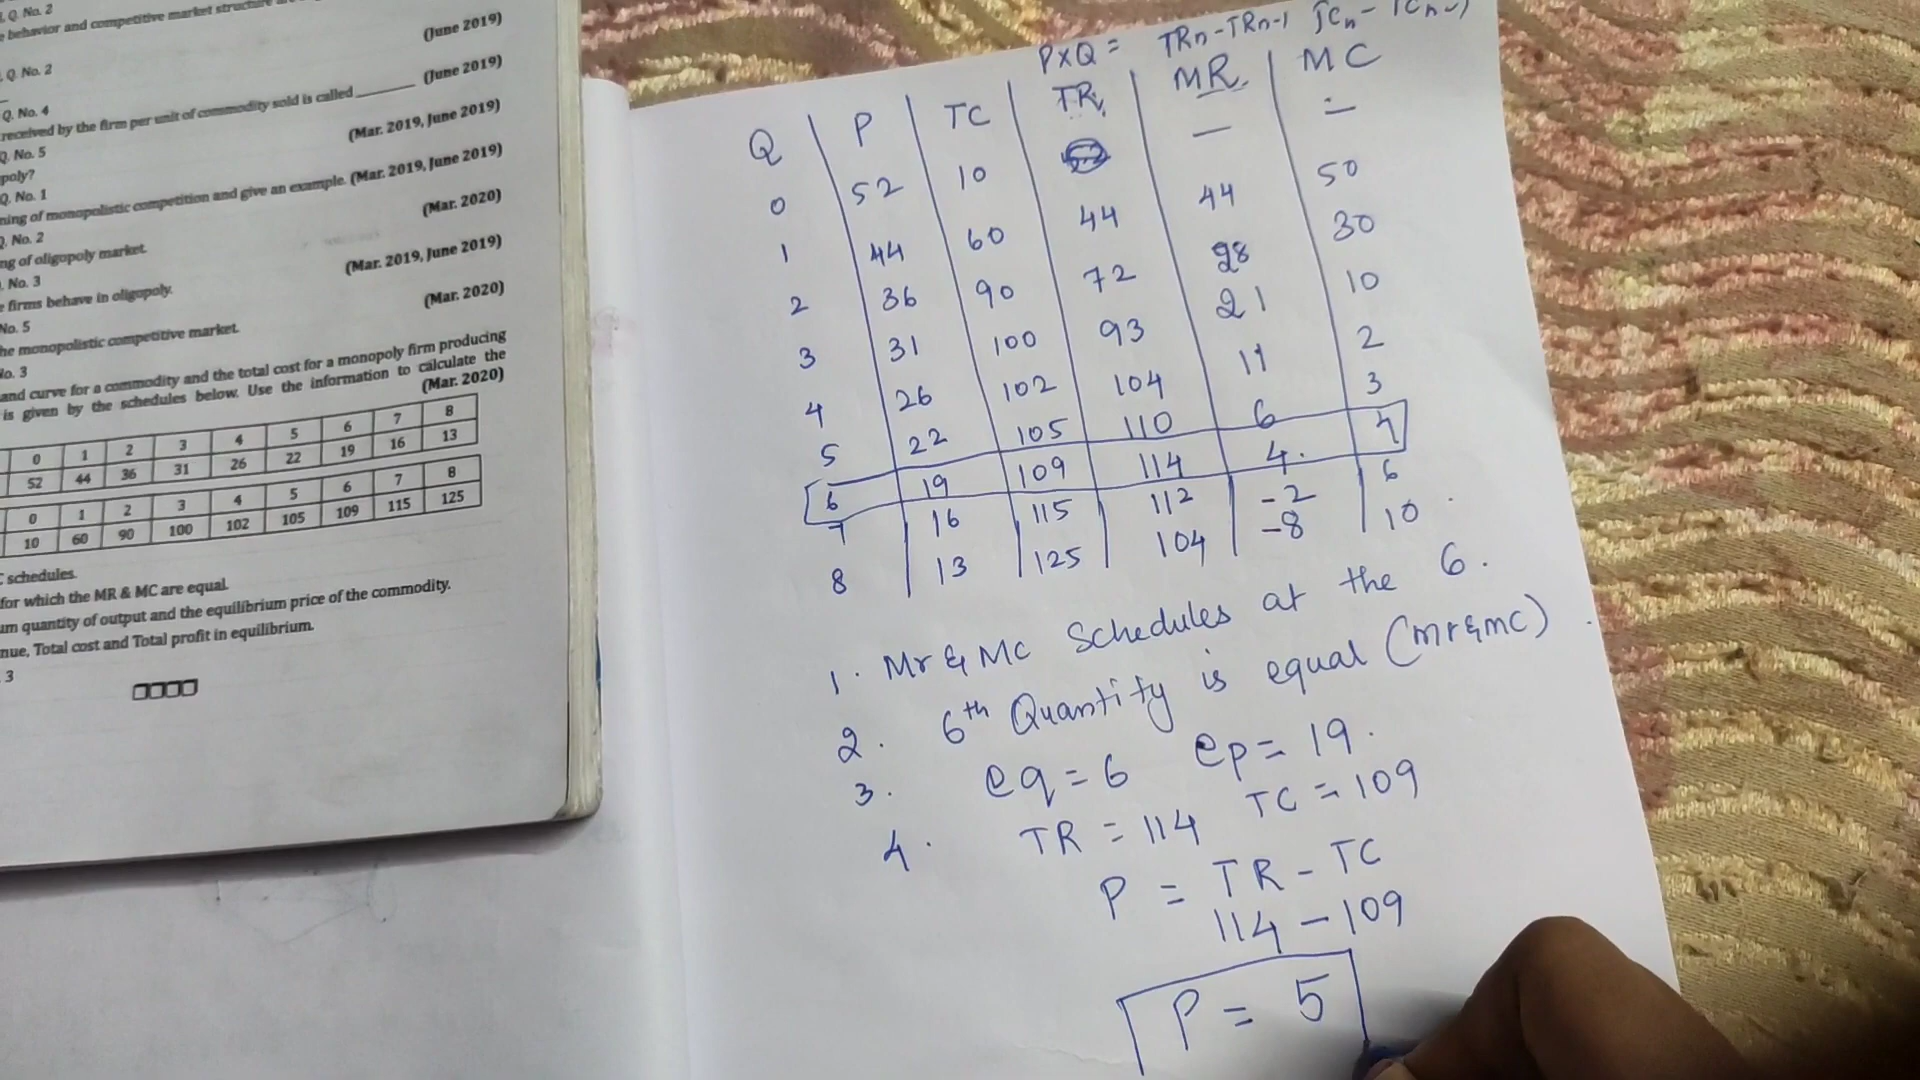 Q. No. 2
behavior and competitive market structure
(June 2019)
Q. No. 2
(June 2019)
Q. No. 4
received by the firm per unit of commodity sold is called
(Mar. 2019, June 2019)
Q. No. 5
poly?
Q. No. 1
ning of monopolistic competition and give an example. (Mar. 2019, June 2019)
Q. No. 2
(Mar. 2020)
ng of oligopoly market.
. No. 3
(Mar. 2019, June 2019)
firms behave in oligopoly.
No. 5
(Mar. 2020)
he monopolistic competitive market.
lo. 3
and curve for a commodity and the total cost for a monopoly firm producing
is given by the schedules below. Use the information to calculate the
(Mar. 2020)
0 1 2 3 4 5 6 7 8
52 44 36 31 26 22 19 16 13
0 1 2 3 4 5 6 7 8
10 60 90 100 102 105 109 115 125
schedules.
for which the MR & MC are equal.
um quantity of output and the equilibrium price of the commodity.
nue, Total cost and Total profit in equilibrium.
3
P×Q = TRn-TRn-1 TCn-TCn-1
Q P TC TR MR MC
0 52 10 — —
1 44 60 44 44 50
2 36 90 72 28 30
3 31 100 93 21 10
4 26 102 104 11 2
5 22 105 110 6 3
6 19 109 114 4 4
7 16 115 112 -2 6
8 13 125 104 -8 10
1. Mr & MC Schedules at the 6.
2. 6th Quantity is equal (mr&mc).
3. eq = 6 ep = 19.
4. TR = 114 TC = 109
P = TR - TC
114 - 109
P = 5